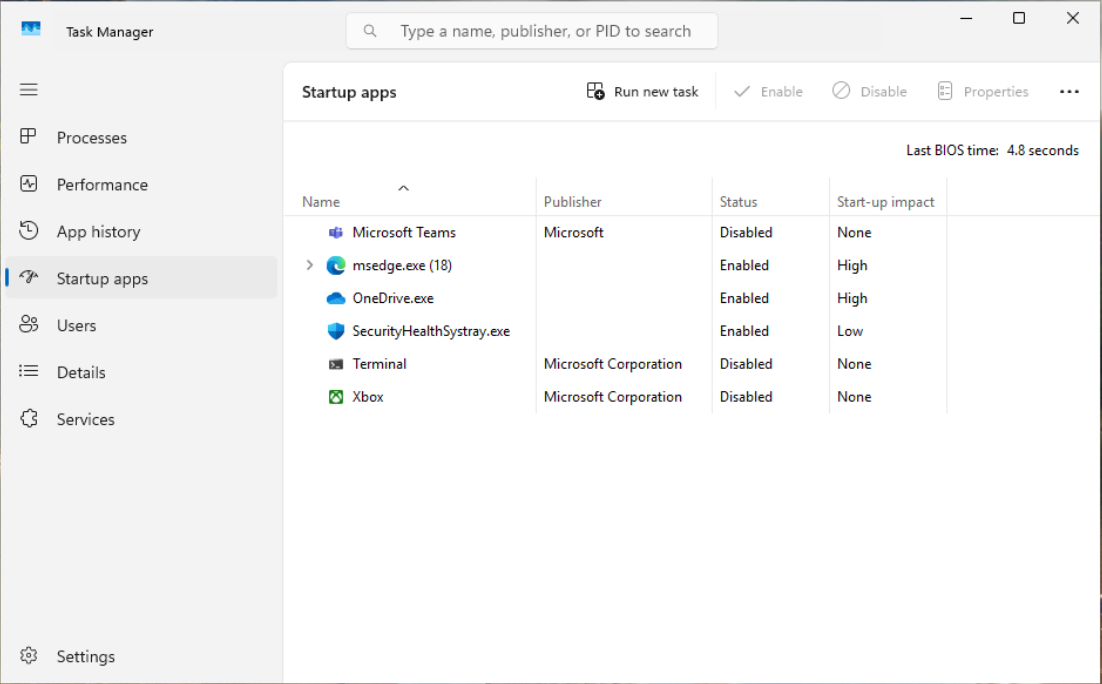 Task Manager
Type a name, publisher, or PID to search
Startup apps Run new task Enable Disable Properties
Processes
Performance
App history
Startup apps
Users
Details
Services
Settings
Last BIOS time: 4.8 seconds
Name Publisher Status Start-up impact
Microsoft Teams Microsoft Disabled None
msedge.exe (18) Enabled High
OneDrive.exe Enabled High
SecurityHealthSystray.exe Enabled Low
Terminal Microsoft Corporation Disabled None
Xbox Microsoft Corporation Disabled None